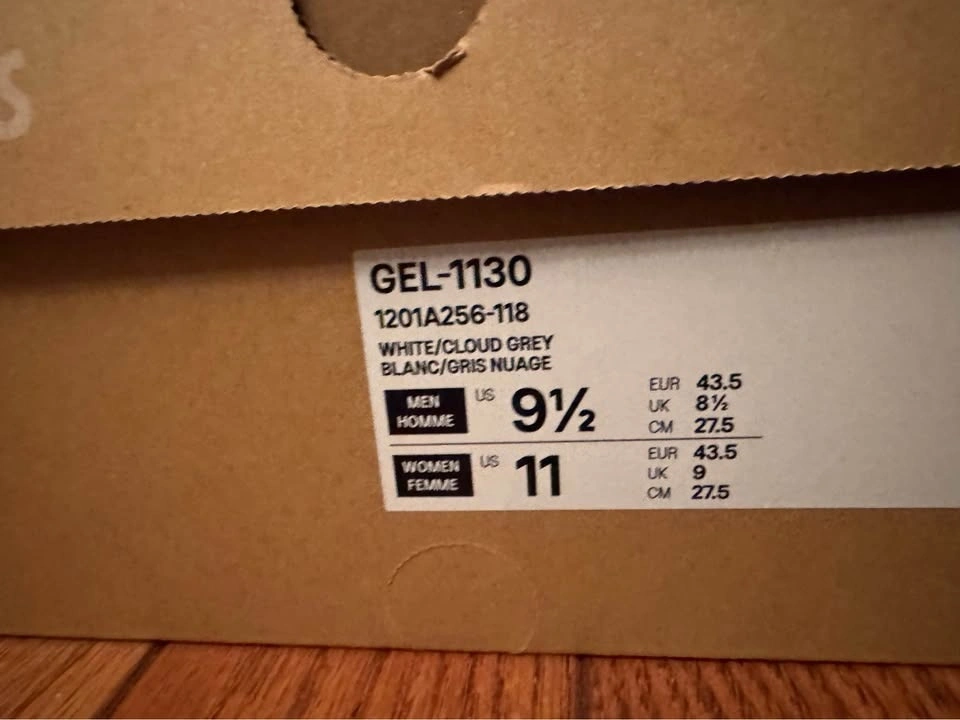 s
GEL-1130
1201A256-118
WHITE/CLOUD GREY
BLANC/GRIS NUAGE
MEN HOMME US 9½ EUR 43.5
UK 8½
CM 27.5
WOMEN FEMME US 11 EUR 43.5
UK 9
CM 27.5